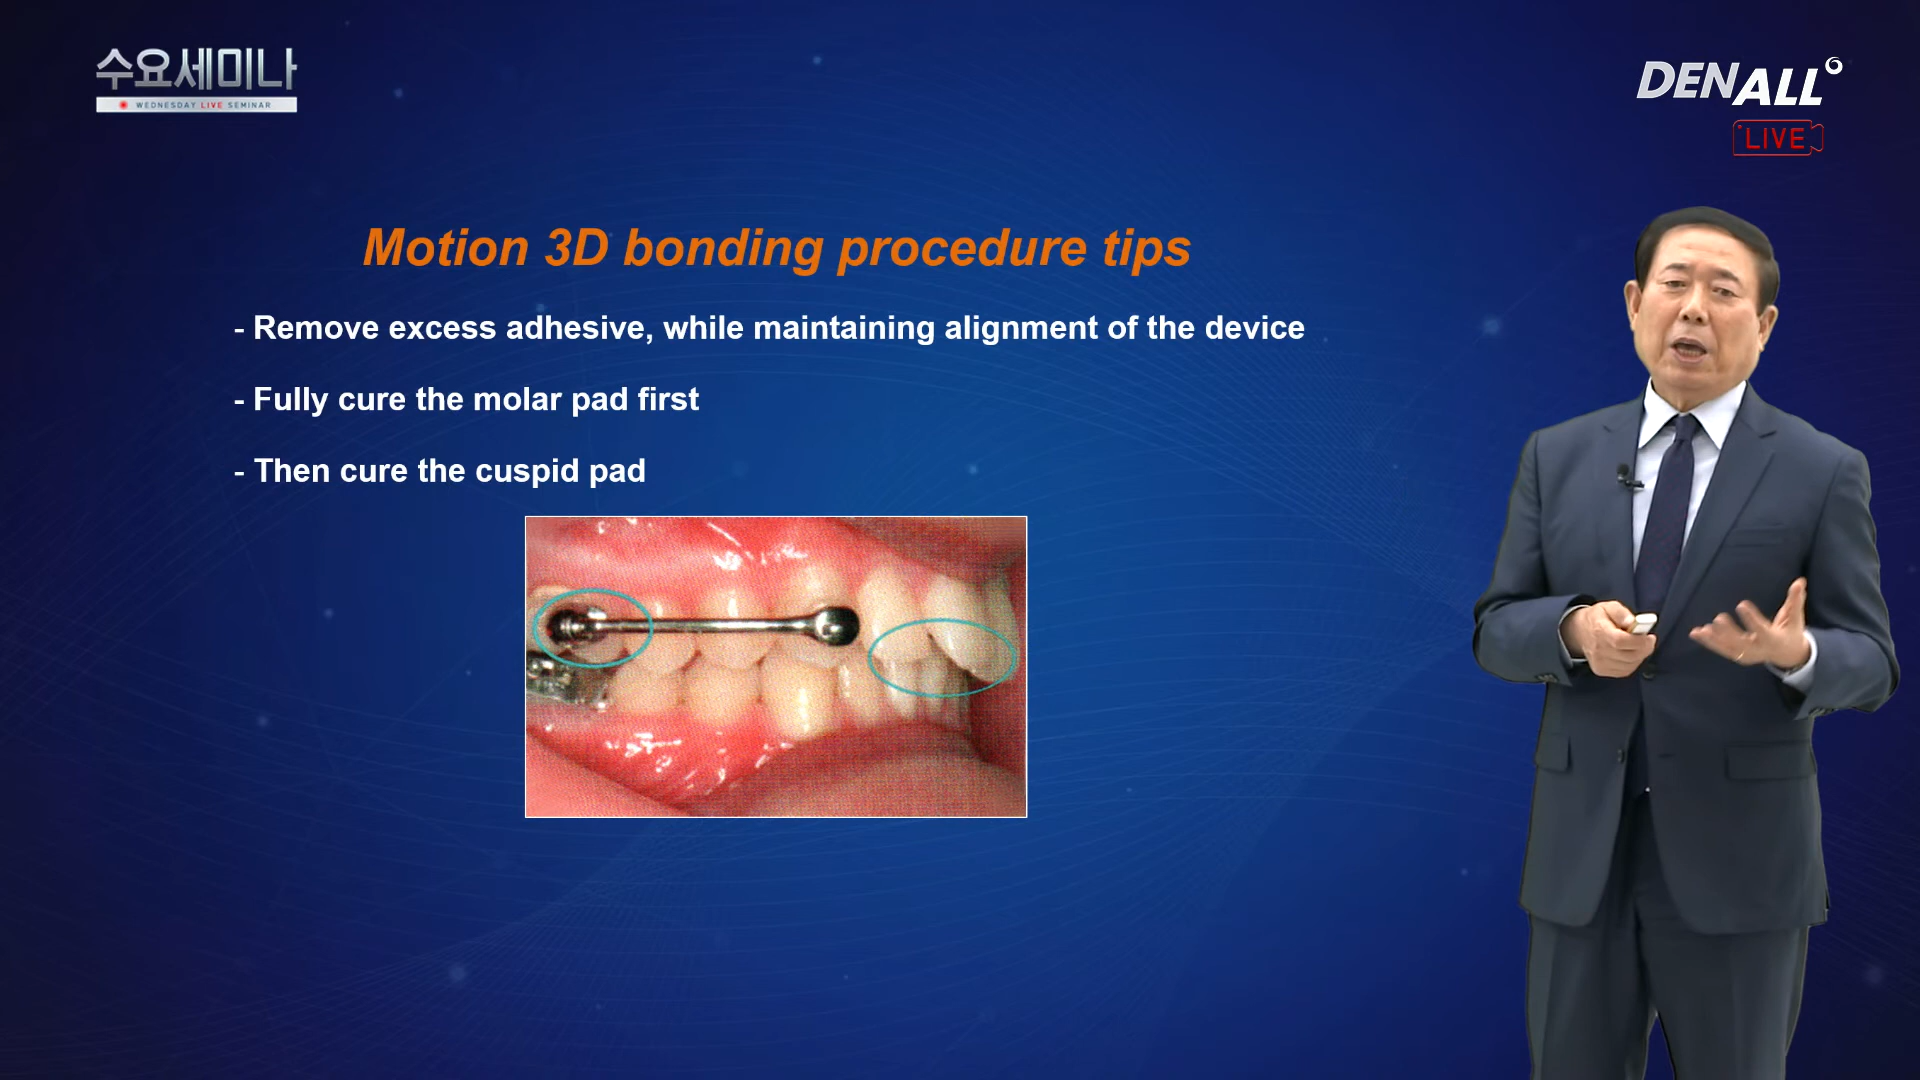 수요세미나
WEDNESDAY LIVE SEMINAR
DENALL
LIVE
Motion 3D bonding procedure tips
- Remove excess adhesive, while maintaining alignment of the device
- Fully cure the molar pad first
- Then cure the cuspid pad